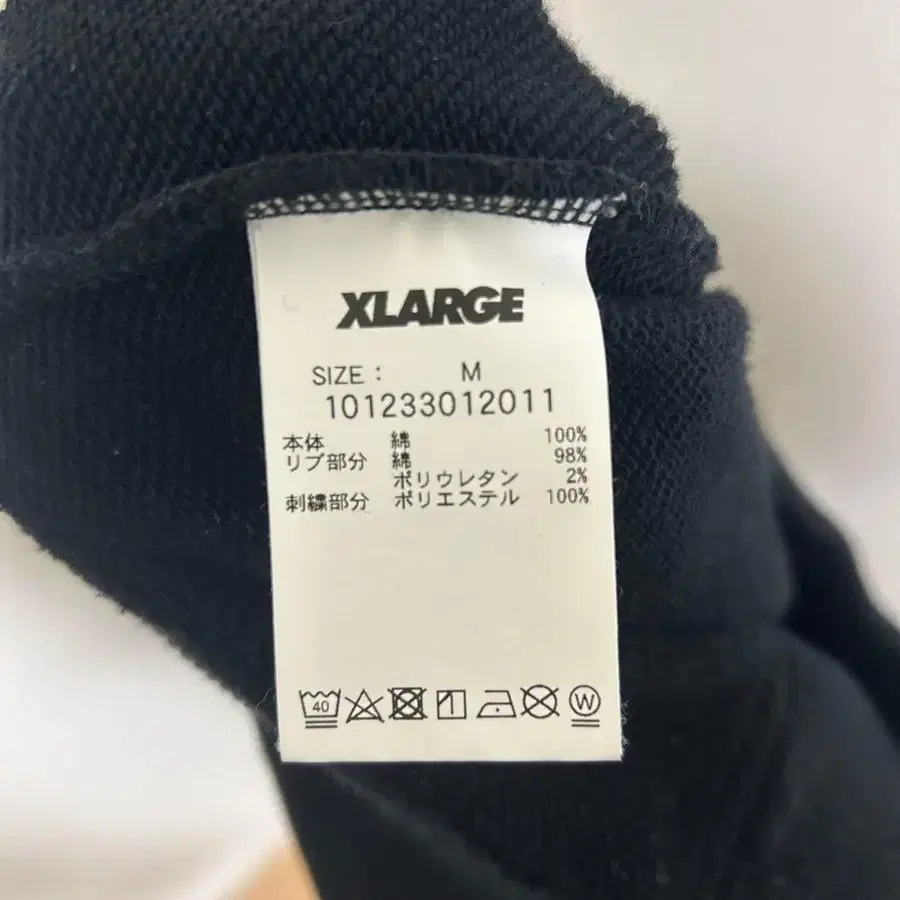 XLARGE
SIZE : M
101233012011
本体 綿 100%
リブ部分 綿 98%
ポリウレタン 2%
刺繍部分 ポリエステル 100%
40 W